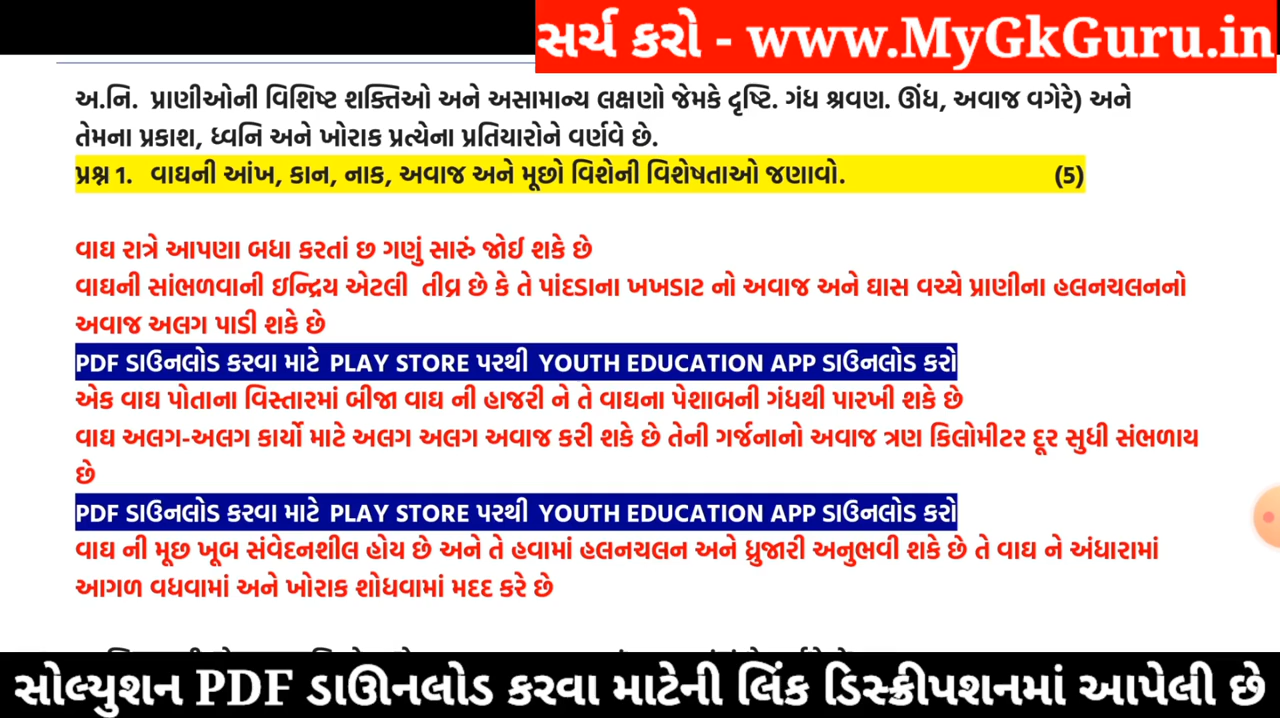 સર્ચ કરો - www.MyGkGuru.in
અ.નિ. પ્રાણીઓની વિશિષ્ટ શક્તિઓ અને અસામાન્ય લક્ષણો જેમકે દૃષ્ટિ. ગંધ શ્રવણ. ઊંઘ, અવાજ વગેરે) અને
તેમના પ્રકાશ, ધ્વનિ અને ખોરાક પ્રત્યેના પ્રતિચારોને વર્ણવે છે.
પ્રશ્ન 1. વાઘની આંખ, કાન, નાક, અવાજ અને મૂછો વિશેની વિશેષતાઓ જણાવો. (5)
વાઘ રાત્રે આપણા બધા કરતાં છ ગણું સારું જોઈ શકે છે
વાઘની સાંભળવાની ઇન્દ્રિય એટલી તીવ્ર છે કે તે પાંદડાના ખખડાટ નો અવાજ અને ઘાસ વચ્ચે પ્રાણીના હલનચલનનો
અવાજ અલગ પાડી શકે છે
PDF ડાઉનલોડ કરવા માટે PLAY STORE પરથી YOUTH EDUCATION APP ડાઉનલોડ કરો
એક વાઘ પોતાના વિસ્તારમાં બીજા વાઘ ની હાજરી ને તે વાઘના પેશાબની ગંધથી પારખી શકે છે
વાઘ અલગ-અલગ કાર્યો માટે અલગ અલગ અવાજ કરી શકે છે તેની ગર્જનાનો અવાજ ત્રણ કિલોમીટર દૂર સુધી સંભળાય
છે
PDF ડાઉનલોડ કરવા માટે PLAY STORE પરથી YOUTH EDUCATION APP ડાઉનલોડ કરો
વાઘ ની મૂછ ખૂબ સંવેદનશીલ હોય છે અને તે હવામાં હલનચલન અને ધ્રુજારી અનુભવી શકે છે તે વાઘ ને અંધારામાં
આગળ વધવામાં અને ખોરાક શોધવામાં મદદ કરે છે
સોલ્યુશન PDF ડાઊનલોડ કરવા માટેની લિંક ડિસ્ક્રીપશનમાં આપેલી છે